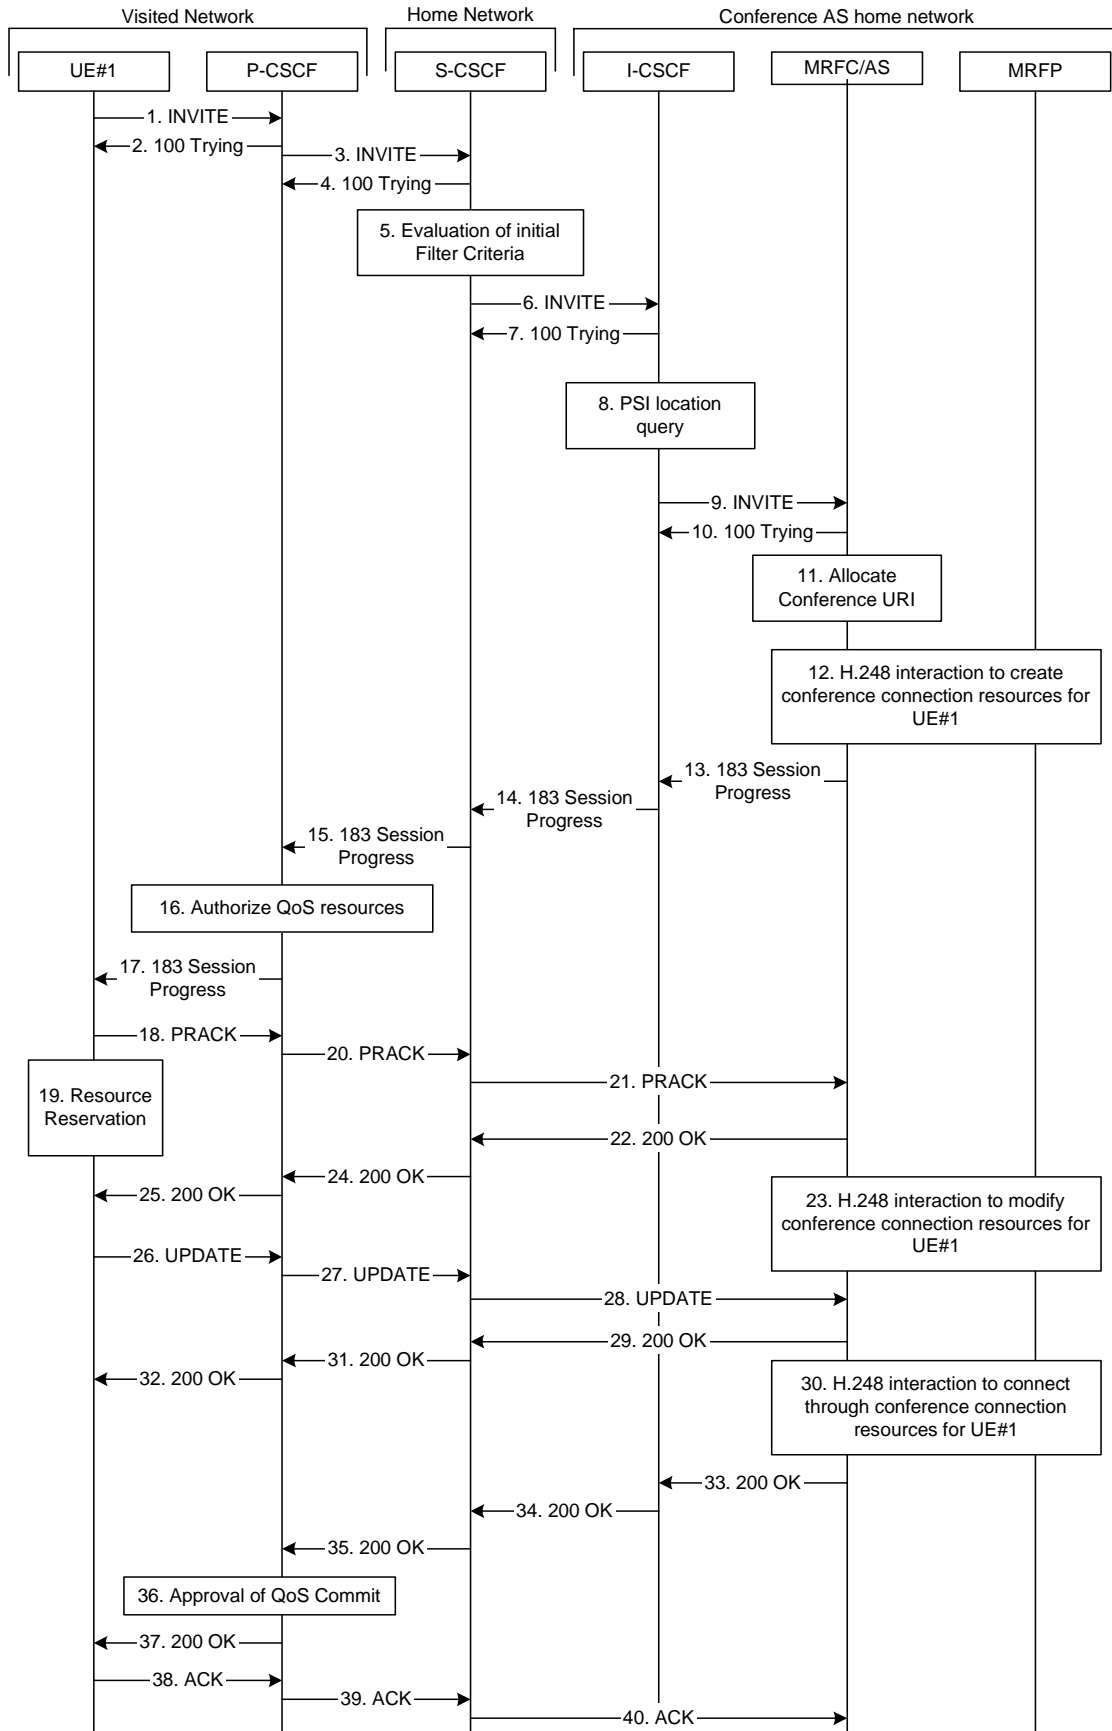 Visited Network
Home Network
Conference AS home network
UE#1
P-CSCF
S-CSCF
I-CSCF
MRFC/AS
MRFP
1. INVITE
2. 100 Trying
3. INVITE
4. 100 Trying
5. Evaluation of initial
Filter Criteria
6. INVITE
7. 100 Trying
8. PSI location
query
9. INVITE
10. 100 Trying
11. Allocate
Conference URI
12. H.248 interaction to create
conference connection resources for
UE#1
13. 183 Session
Progress
14. 183 Session
Progress
15. 183 Session
Progress
16. Authorize QoS resources
17. 183 Session
Progress
18. PRACK
20. PRACK
19. Resource
Reservation
21. PRACK
22. 200 OK
24. 200 OK
25. 200 OK
23. H.248 interaction to modify
conference connection resources for
UE#1
26. UPDATE
27. UPDATE
28. UPDATE
29. 200 OK
31. 200 OK
32. 200 OK
30. H.248 interaction to connect
through conference connection
resources for UE#1
33. 200 OK
34. 200 OK
35. 200 OK
36. Approval of QoS Commit
37. 200 OK
38. ACK
39. ACK
40. ACK